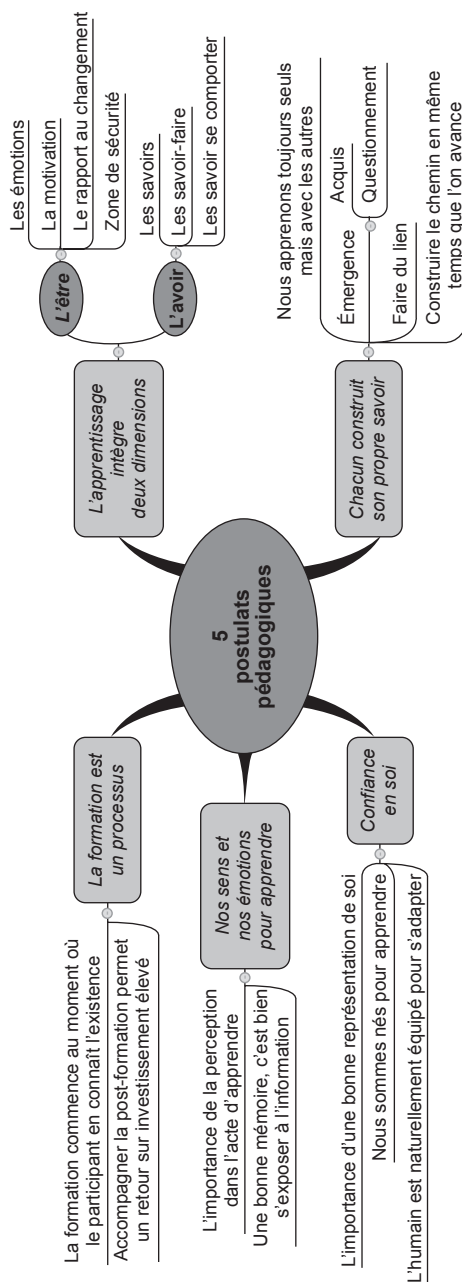 5
postulats
pédagogiques
L'apprentissage
intègre
deux dimensions
L'être
Les émotions
La motivation
Le rapport au changement
Zone de sécurité
L'avoir
Les savoirs
Les savoir-faire
Les savoir se comporter
Chacun construit
son propre savoir
Nous apprenons toujours seuls
mais avec les autres
Émergence
Acquis
Questionnement
Faire du lien
Construire le chemin en même
temps que l'on avance
La formation est
un processus
La formation commence au moment où
le participant en connaît l'existence
Accompagner la post-formation permet
un retour sur investissement élevé
Nos sens et
nos émotions
pour apprendre
L'importance de la perception
dans l'acte d'apprendre
Une bonne mémoire, c'est bien
s'exposer à l'information
Confiance
en soi
L'importance d'une bonne représentation de soi
Nous sommes nés pour apprendre
L'humain est naturellement équipé pour s'adapter